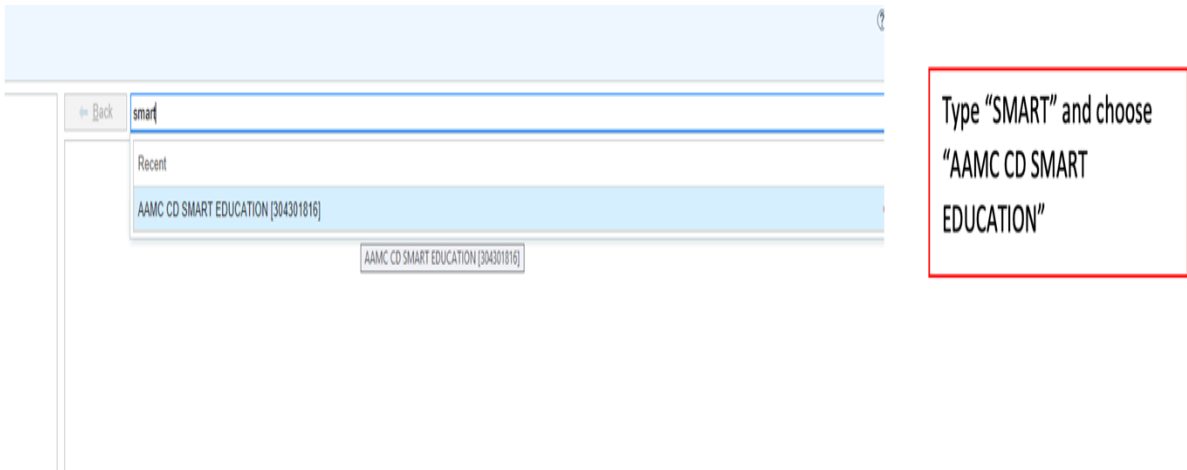 ?
Back
smart
Recent
AAMC CD SMART EDUCATION [304301816]
AAMC CD SMART EDUCATION [304301816]
Type “SMART” and choose
“AAMC CD SMART
EDUCATION”